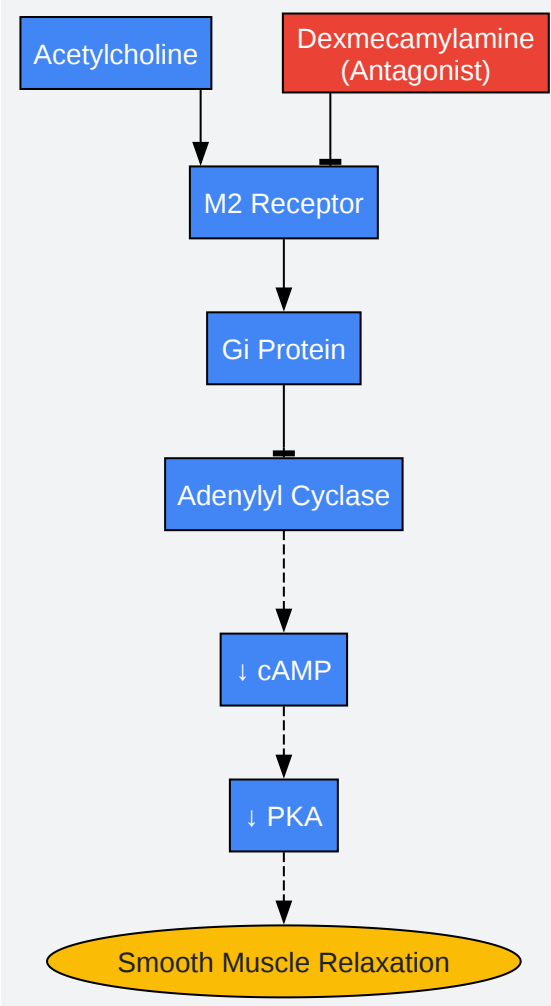 Acetylcholine
Dexmecamylamine
(Antagonist)
M2 Receptor
Gi Protein
Adenylyl Cyclase
↓ cAMP
↓ PKA
Smooth Muscle Relaxation